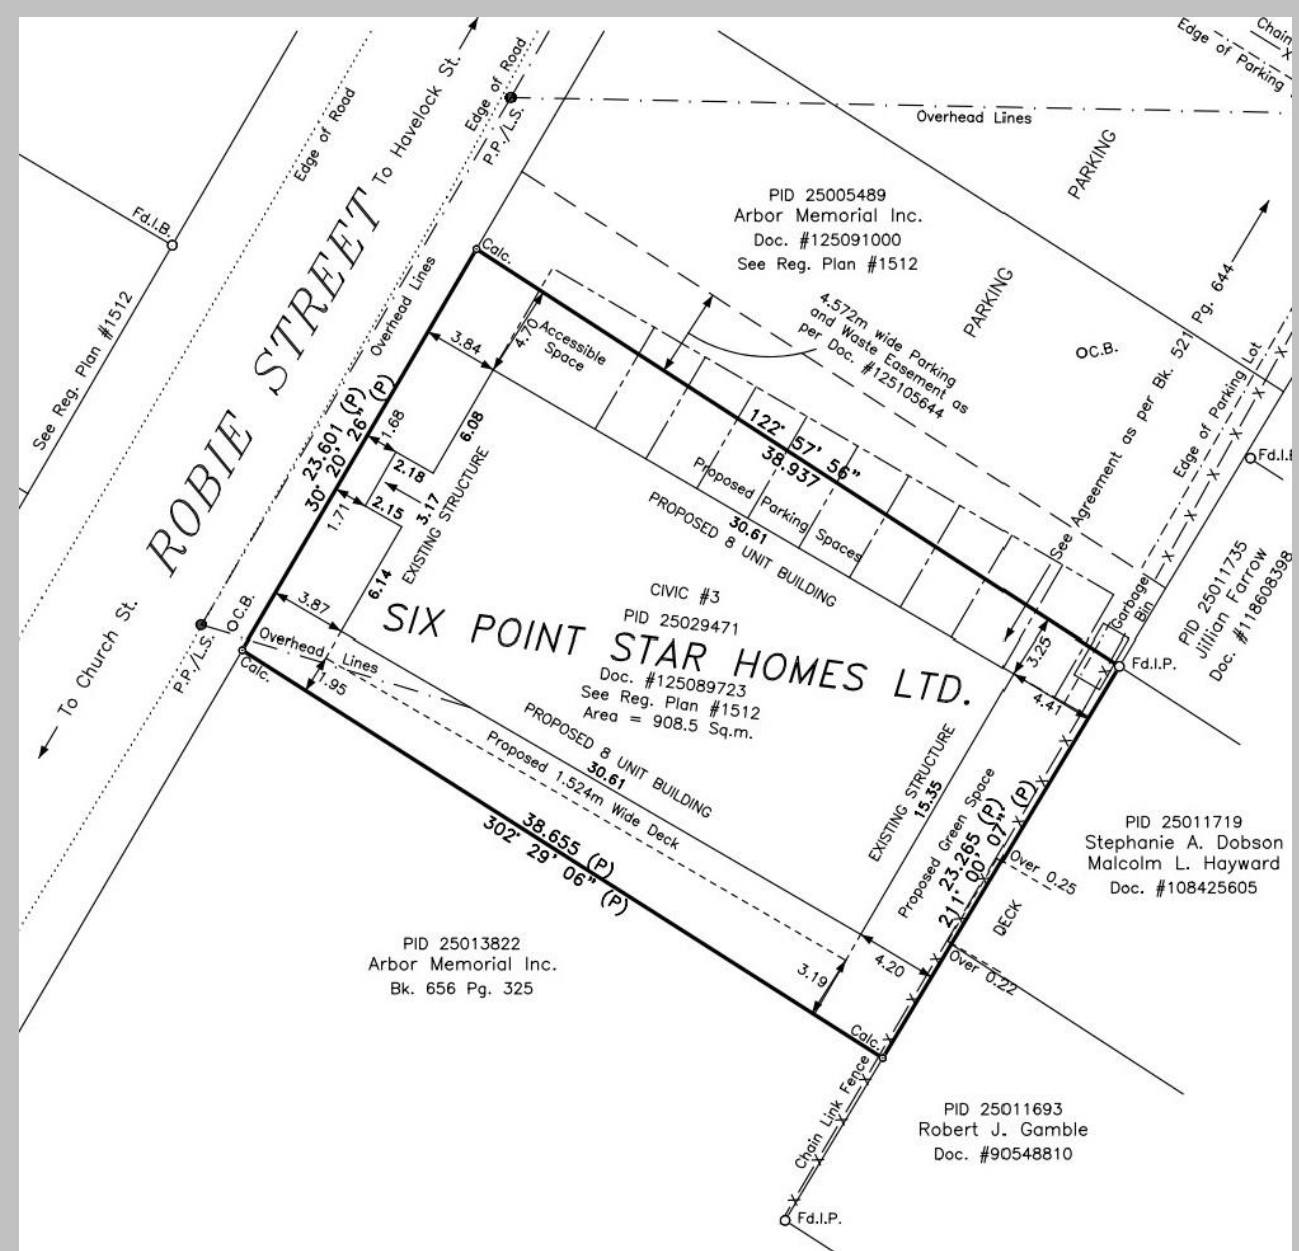 Chain
Edge of Parking
Edge of Road
Edge of Road
To Havelock St.
P.P./L.S.
Overhead Lines
PARKING
PID 25005489
Arbor Memorial Inc.
Doc. #125091000
See Reg. Plan #1512
Fd.I.B.
Calc.
ROBIE STREET
Overhead Lines
See Reg. Plan #1512
PARKING
4.572m wide Parking
and Waste Easement as
per Doc. #125105644
O C.B.
See Agreement as per Bk. 521 Pg. 644
Edge of Parking Lot
Fd.I.B
4.70
Accessible
Space
3.84
6.08
1.68
23.601 (P)
30° 20' 26" (P)
2.18
3.17
EXISTING STRUCTURE
2.15
1.71
6.14
3.87
122° 57' 56"
38.937
Proposed Parking Spaces
PROPOSED 8 UNIT BUILDING
30.61
CIVIC #3
PID 25029471
SIX POINT STAR HOMES LTD.
Doc. #125089723
See Reg. Plan #1512
Area = 908.5 Sq.m.
Garbage
Bin
PID 25011735
Jillian Farrow
Doc. #118608398
Fd.I.P.
3.25
4.41
O C.B.
P.P./L.S.
To Church St.
Overhead Lines
Calc.
1.95
PROPOSED 8 UNIT BUILDING
30.61
Proposed 1.524m Wide Deck
38.655 (P)
302° 29' 06" (P)
EXISTING STRUCTURE
15.35
Proposed Green Space
23.265 (P)
211° 00' 07" (P)
PID 25011719
Stephanie A. Dobson
Malcolm L. Hayward
Doc. #108425605
Over 0.25
DECK
Over 0.22
PID 25013822
Arbor Memorial Inc.
Bk. 656 Pg. 325
3.19
4.20
Calc.
Chain Link Fence
PID 25011693
Robert J. Gamble
Doc. #90548810
Fd.I.P.